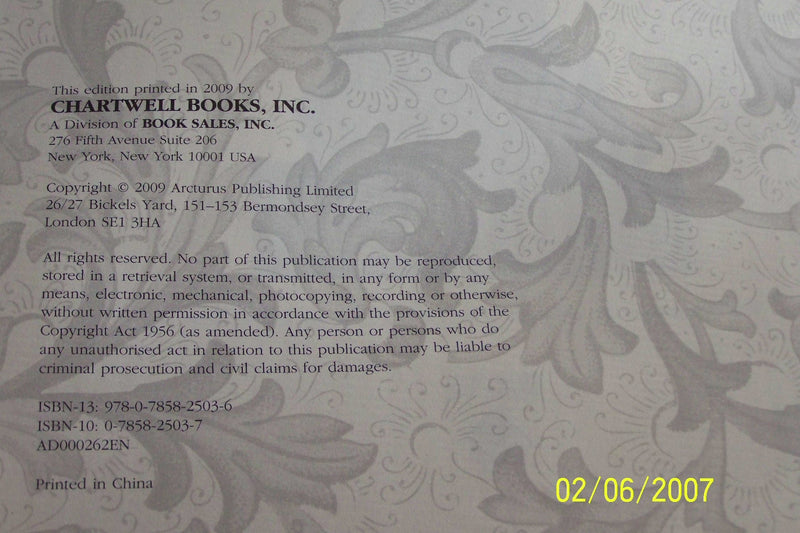 This edition printed in 2009 by
CHARTWELL BOOKS, INC.
A Division of BOOK SALES, INC.
276 Fifth Avenue Suite 206
New York, New York 10001 USA
Copyright © 2009 Arcturus Publishing Limited
26/27 Bickels Yard, 151–153 Bermondsey Street,
London SE1 3HA
All rights reserved. No part of this publication may be reproduced,
stored in a retrieval system, or transmitted, in any form or by any
means, electronic, mechanical, photocopying, recording or otherwise,
without written permission in accordance with the provisions of the
Copyright Act 1956 (as amended). Any person or persons who do
any unauthorised act in relation to this publication may be liable to
criminal prosecution and civil claims for damages.
ISBN-13: 978-0-7858-2503-6
ISBN-10: 0-7858-2503-7
AD000262EN
Printed in China
02/06/2007